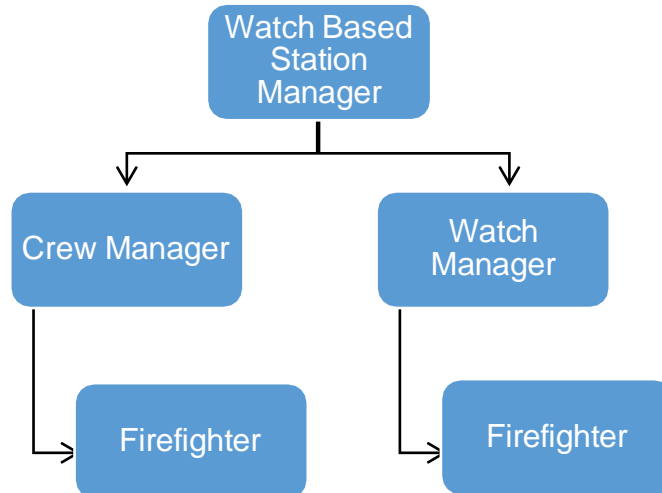 Watch Based
Station
Manager
Crew Manager
Watch
Manager
Firefighter
Firefighter